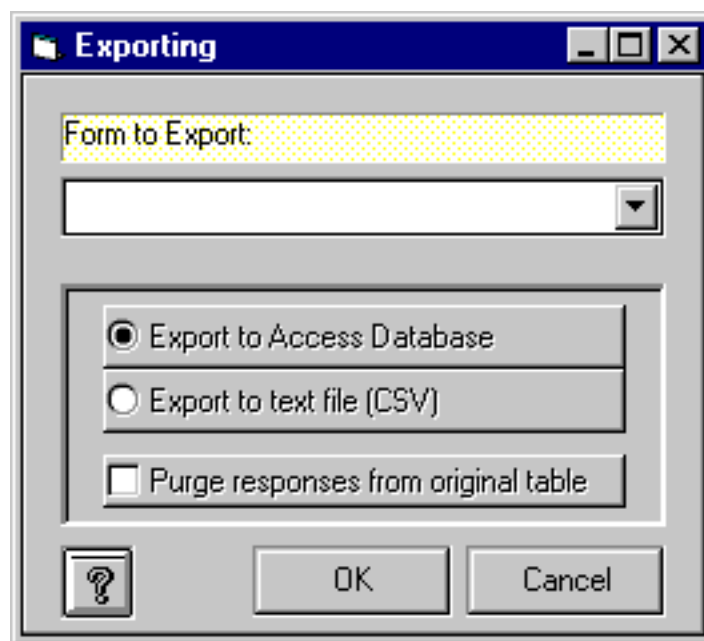 Exporting
Form to Export:
Export to Access Database
Export to text file (CSV)
Purge responses from original table
?
OK
Cancel